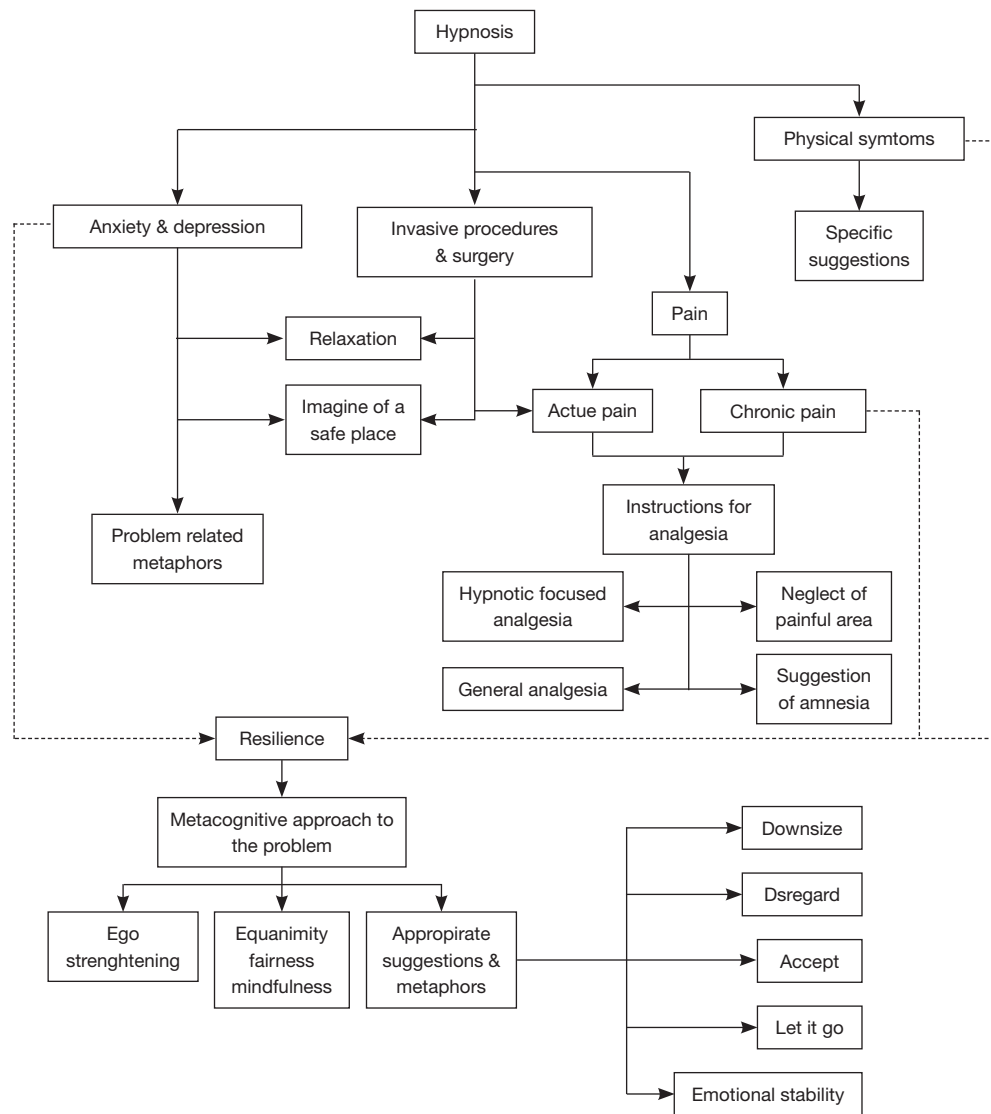 Hypnosis
Physical symtoms
Anxiety & depression
Invasive procedures
& surgery
Specific
suggestions
Pain
Relaxation
Imagine of a
safe place
Actue pain
Chronic pain
Problem related
metaphors
Instructions for
analgesia
Hypnotic focused
analgesia
Neglect of
painful area
General analgesia
Suggestion
of amnesia
Resilience
Metacognitive approach to
the problem
Ego
strenghtening
Equanimity
fairness
mindfulness
Appropirate
suggestions &
metaphors
Downsize
Dsregard
Accept
Let it go
Emotional stability